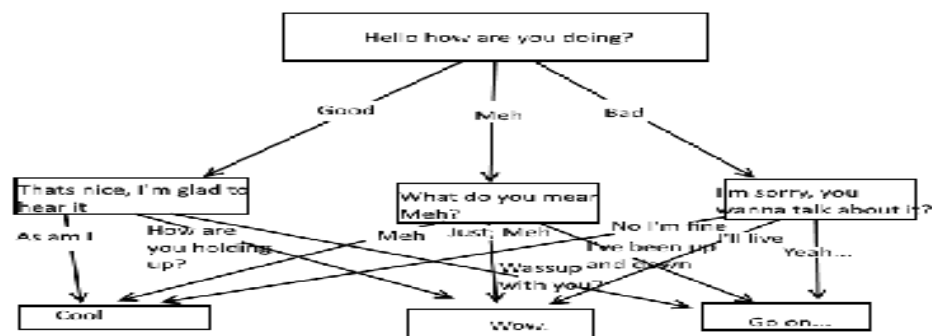 Hello how are you doing?
Good
Meh
Bad
Thats nice, I'm glad to
hear it
What do you mean
Meh?
I'm sorry, you
wanna talk about it?
As am I
How are
you holding
up?
Meh
Just, Meh
No I'm fine
I've been up
and down
I'll live
Yeah...
Wassup
with you?
Cool
Wow.
Go on...